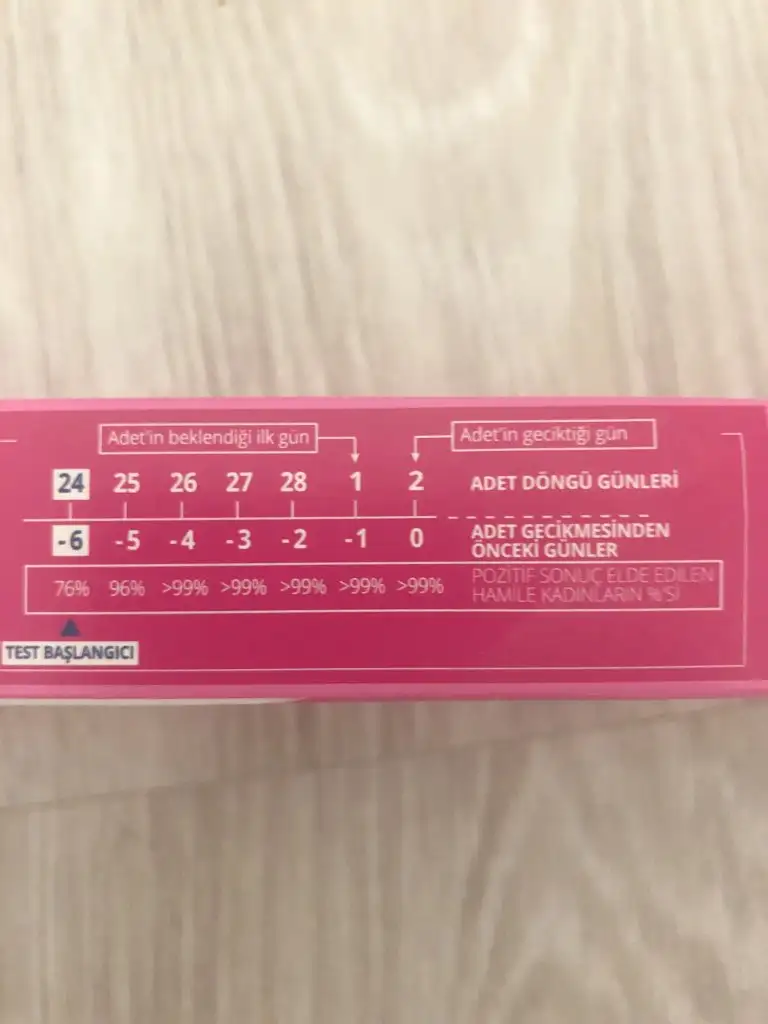 Adet'in beklendiği ilk gün
Adet'in geciktiği gün
24 25 26 27 28 1 2 ADET DÖNGÜ GÜNLERİ
-6 -5 -4 -3 -2 -1 0 ADET GECİKMESİNDEN
ÖNCEKİ GÜNLER
76% 96% >99% >99% >99% >99% >99% POZİTİF SONUÇ ELDE EDİLEN
HAMİLE KADINLARIN %'Sİ
TEST BAŞLANGICI